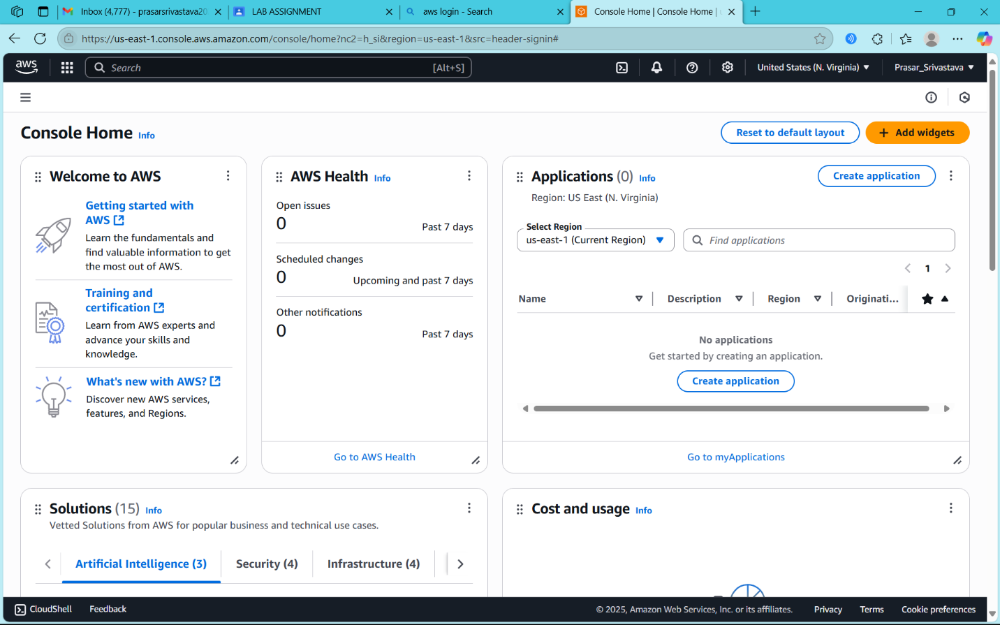 Inbox (4,777) - prasarsrivastava20
LAB ASSIGNMENT
aws login - Search
Console Home | Console Home |
https://us-east-1.console.aws.amazon.com/console/home?nc2=h_si&region=us-east-1&src=header-signin#
aws
Search
[Alt+S]
United States (N. Virginia)
Prasar_Srivastava
Console Home Info
Reset to default layout
Add widgets
Welcome to AWS
Getting started with
AWS
Learn the fundamentals and
find valuable information to get
the most out of AWS.
Training and
certification
Learn from AWS experts and
advance your skills and
knowledge.
What's new with AWS?
Discover new AWS services,
features, and Regions.
AWS Health Info
Open issues
0
Past 7 days
Scheduled changes
0
Upcoming and past 7 days
Other notifications
0
Past 7 days
Go to AWS Health
Applications (0) Info
Create application
Region: US East (N. Virginia)
Select Region
us-east-1 (Current Region)
Find applications
1
Name
Description
Region
Originati...
No applications
Get started by creating an application.
Create application
Go to myApplications
Solutions (15) Info
Vetted Solutions from AWS for popular business and technical use cases.
Artificial Intelligence (3)
Security (4)
Infrastructure (4)
Cost and usage Info
CloudShell
Feedback
© 2025, Amazon Web Services, Inc. or its affiliates.
Privacy
Terms
Cookie preferences